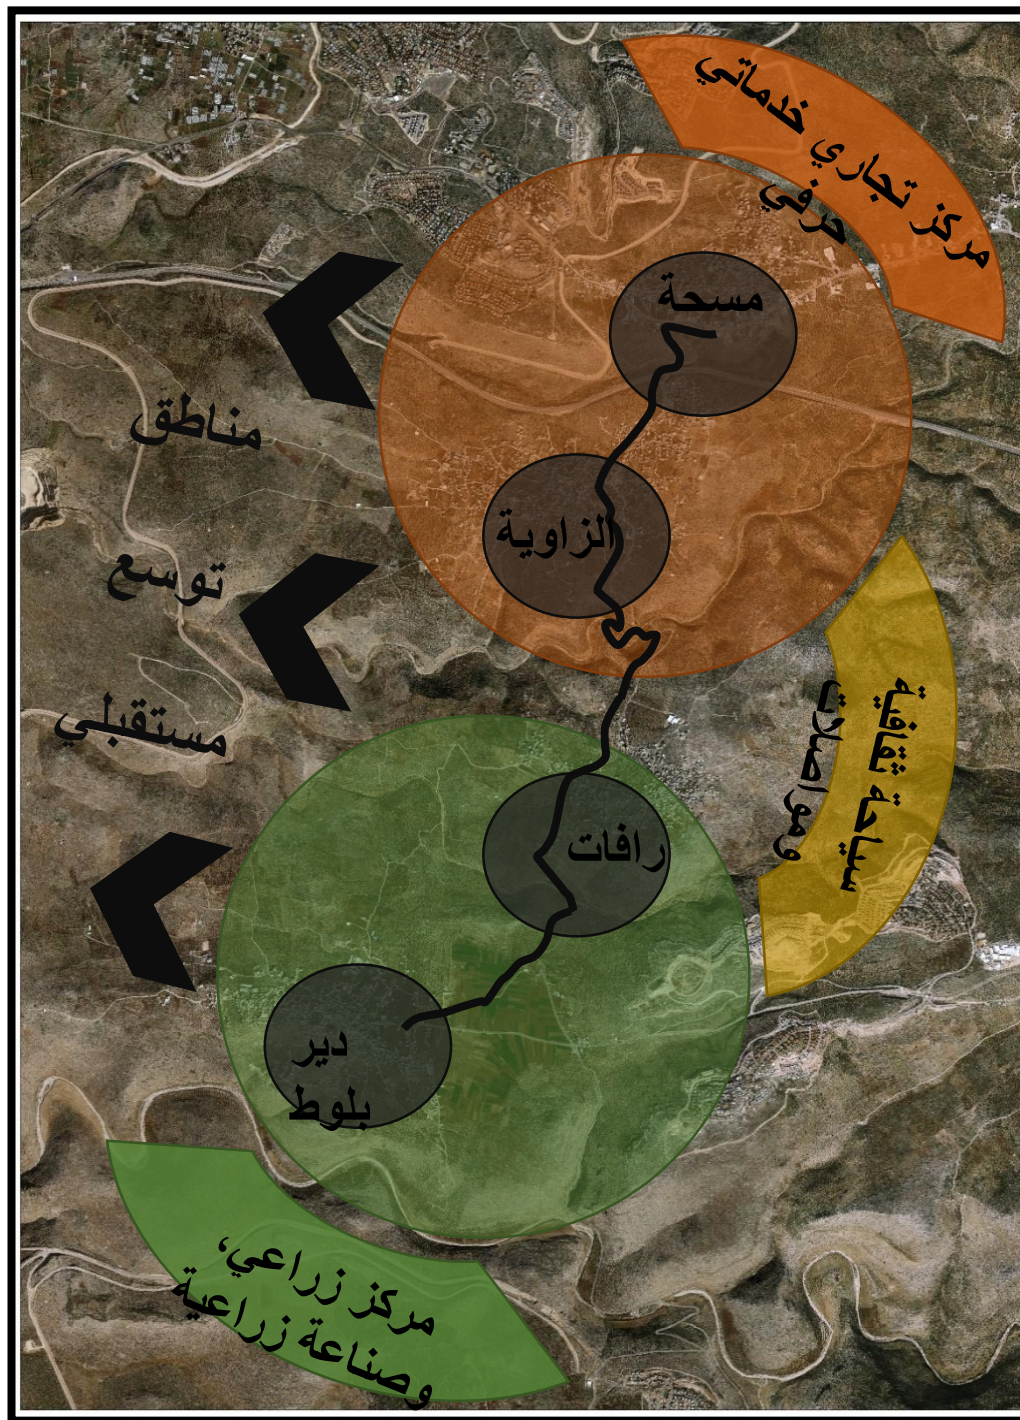 مركز تجاري خدماتي
حرفي
مسحة
مناطق
الزاوية
توسع
مستقبلي
سياحة ثقافية
ومواصلات
رافات
دير
بلوط
مركز زراعي،
وصناعة زراعية